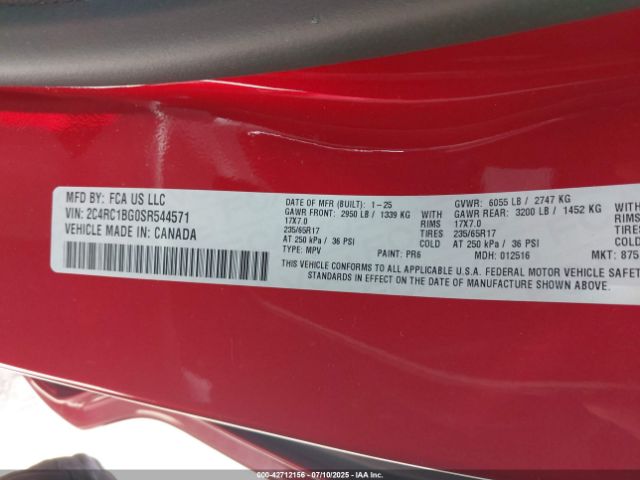 MFD BY: FCA US LLC
VIN: 2C4RC1BG0SR544571
VEHICLE MADE IN: CANADA
DATE OF MFR (BUILT): 1-25 GVWR: 6055 LB / 2747 KG
GAWR FRONT: 2950 LB / 1339 KG WITH GAWR REAR: 3200 LB / 1452 KG WITH
17X7.0 RIMS 17X7.0 RIMS
235/65R17 TIRES 235/65R17 TIRES
AT 250 kPa / 36 PSI COLD AT 250 kPa / 36 PSI COLD
TYPE: MPV PAINT: PR6 MDH: 012516 MKT: 875
THIS VEHICLE CONFORMS TO ALL APPLICABLE U.S.A. FEDERAL MOTOR VEHICLE SAFE
STANDARDS IN EFFECT ON THE DATE OF MANUFACTURE SHOWN ABOVE.
000-42712156 - 07/10/2025 - IAAI.COM